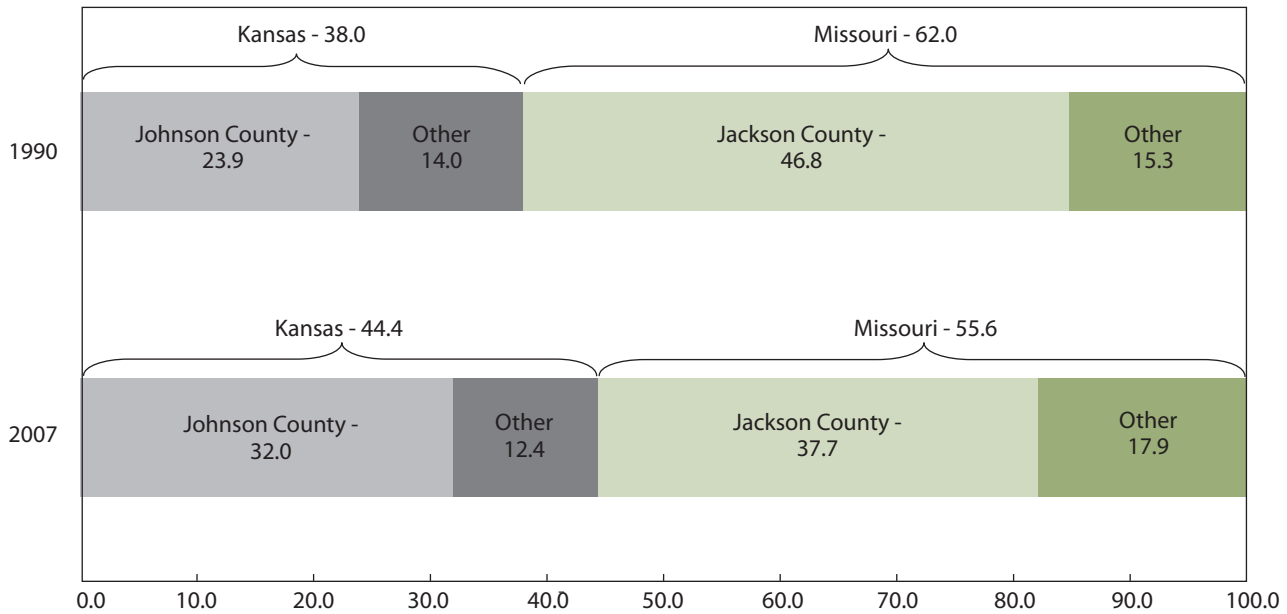 Kansas - 38.0
Missouri - 62.0
1990
Johnson County -
23.9
Other
14.0
Jackson County -
46.8
Other
15.3
Kansas - 44.4
Missouri - 55.6
2007
Johnson County -
32.0
Other
12.4
Jackson County -
37.7
Other
17.9
0.0 10.0 20.0 30.0 40.0 50.0 60.0 70.0 80.0 90.0 100.0